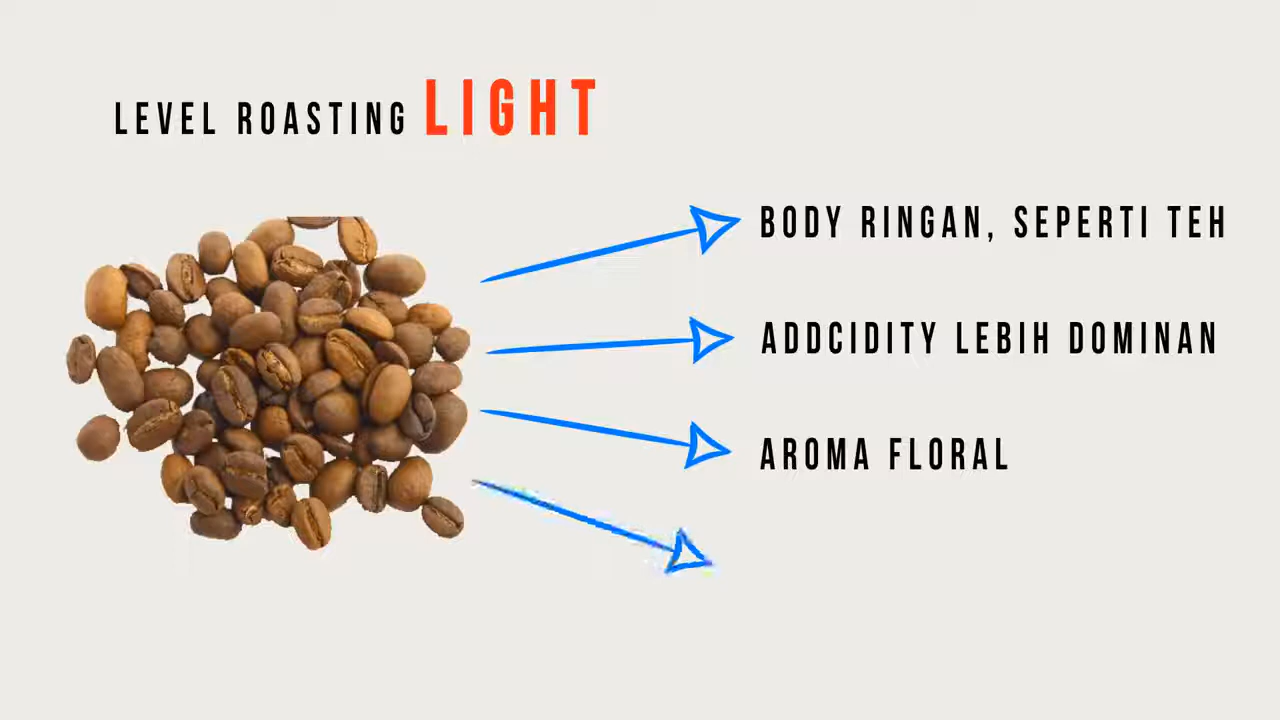 LEVEL ROASTING LIGHT
BODY RINGAN, SEPERTI TEH
ADDCIDITY LEBIH DOMINAN
AROMA FLORAL